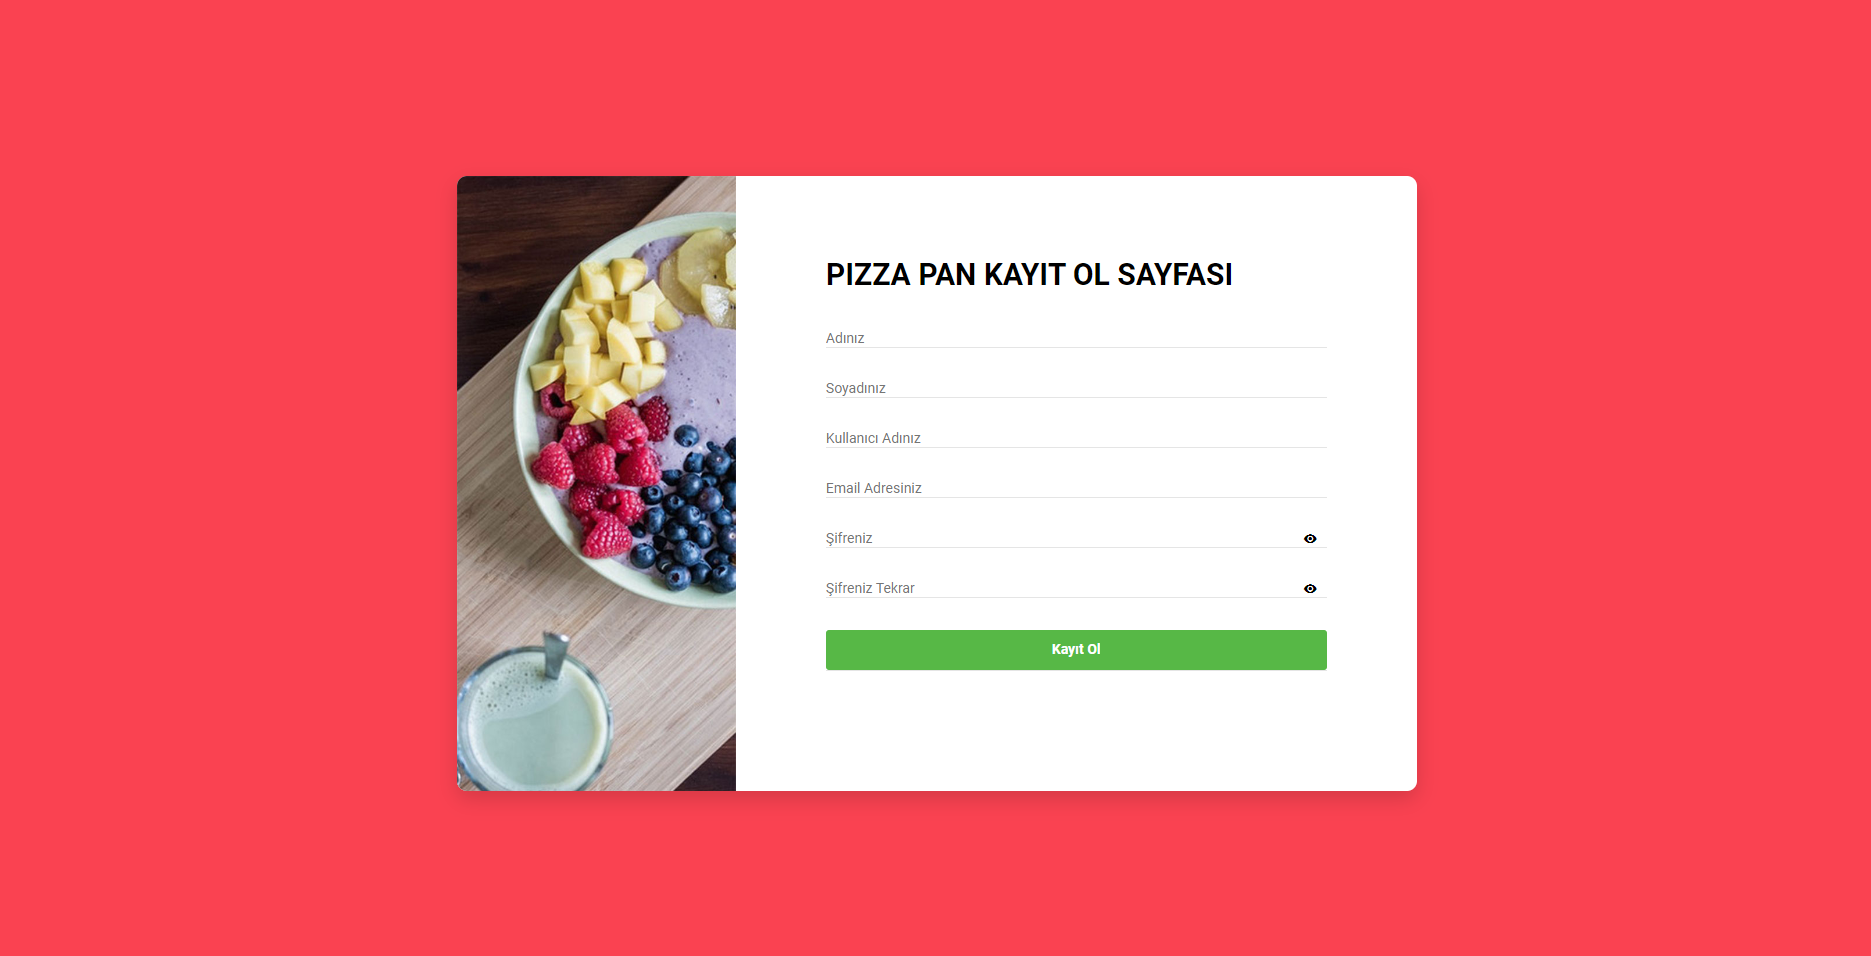 PIZZA PAN KAYIT OL SAYFASI
Adınız
Soyadınız
Kullanıcı Adınız
Email Adresiniz
Şifreniz
Şifreniz Tekrar
Kayıt Ol